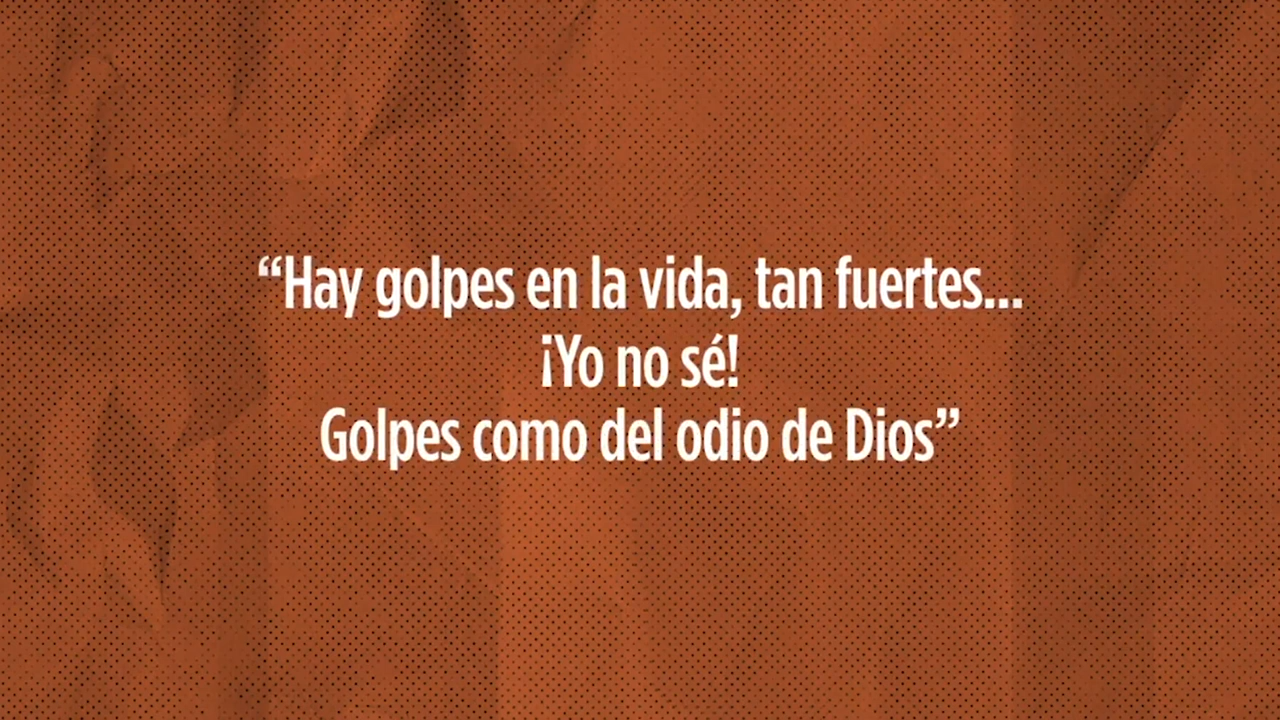 “Hay golpes en la vida, tan fuertes...
¡Yo no sé!
Golpes como del odio de Dios”